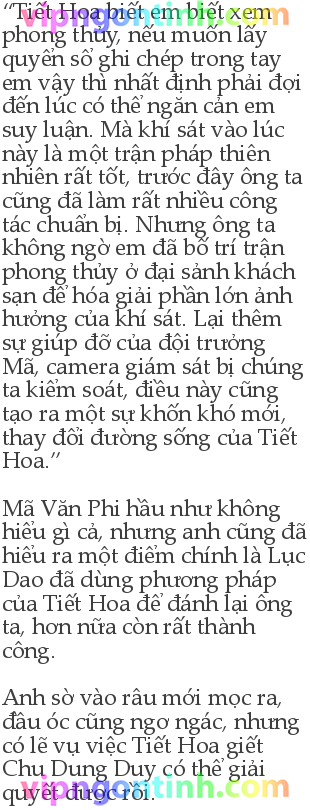 “Tiết Hoa biết em biết xem
phong thủy, nếu muốn lấy
quyển sổ ghi chép trong tay
em vậy thì nhất định phải đợi
đến lúc có thể ngăn cản em
suy luận. Mà khí sát vào lúc
này là một trận pháp thiên
nhiên rất tốt, trước đây ông ta
cũng đã làm rất nhiều công
tác chuẩn bị. Nhưng ông ta
không ngờ em đã bố trí trận
phong thủy ở đại sảnh khách
sạn để hóa giải phần lớn ảnh
hưởng của khí sát. Lại thêm
sự giúp đỡ của đội trưởng
Mã, camera giám sát bị chúng
ta kiểm soát, điều này cũng
tạo ra một sự khốn khó mới,
thay đổi đường sống của Tiết
Hoa.”
Mã Văn Phi hầu như không
hiểu gì cả, nhưng anh cũng đã
hiểu ra một điểm chính là Lục
Dao đã dùng phương pháp
của Tiết Hoa để đánh lại ông
ta, hơn nữa còn rất thành
công.
Anh sờ vào râu mới mọc ra,
đầu óc cũng ngơ ngác, nhưng
có lẽ vụ việc Tiết Hoa giết
Chu Dung Duy có thể giải
quyết được rồi.
vipngontinh.com
vipngontinh.com
vipngontinh.com